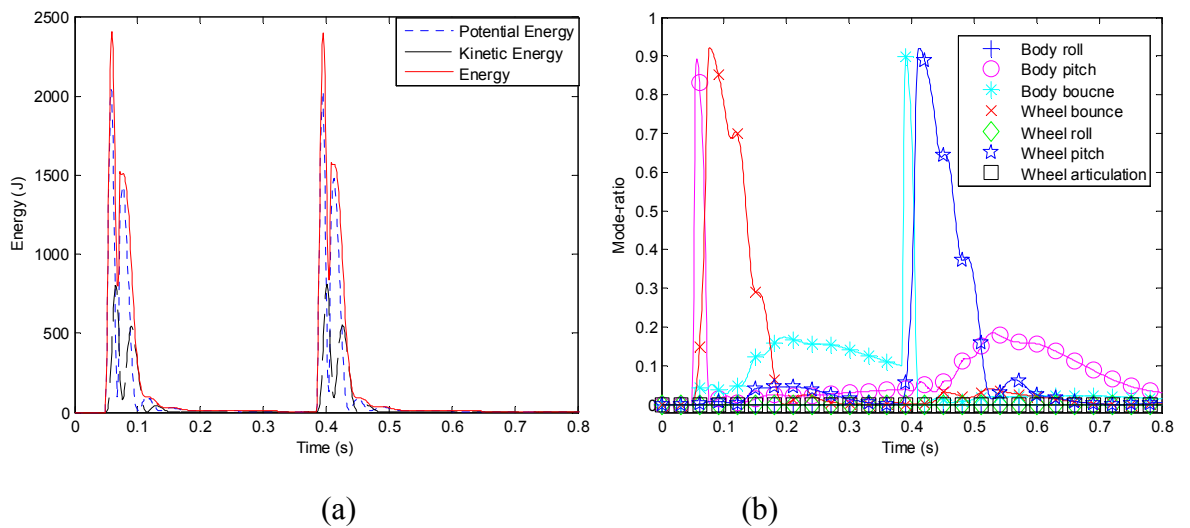 2500
2000
1500
1000
500
0
Energy (J)
0 0.1 0.2 0.3 0.4 0.5 0.6 0.7 0.8
Time (s)
Potential Energy
Kinetic Energy
Energy
(a)
1
0.9
0.8
0.7
0.6
0.5
0.4
0.3
0.2
0.1
0
Mode-ratio
0 0.1 0.2 0.3 0.4 0.5 0.6 0.7 0.8
Time (s)
Body roll
Body pitch
Body boucne
Wheel bounce
Wheel roll
Wheel pitch
Wheel articulation
(b)